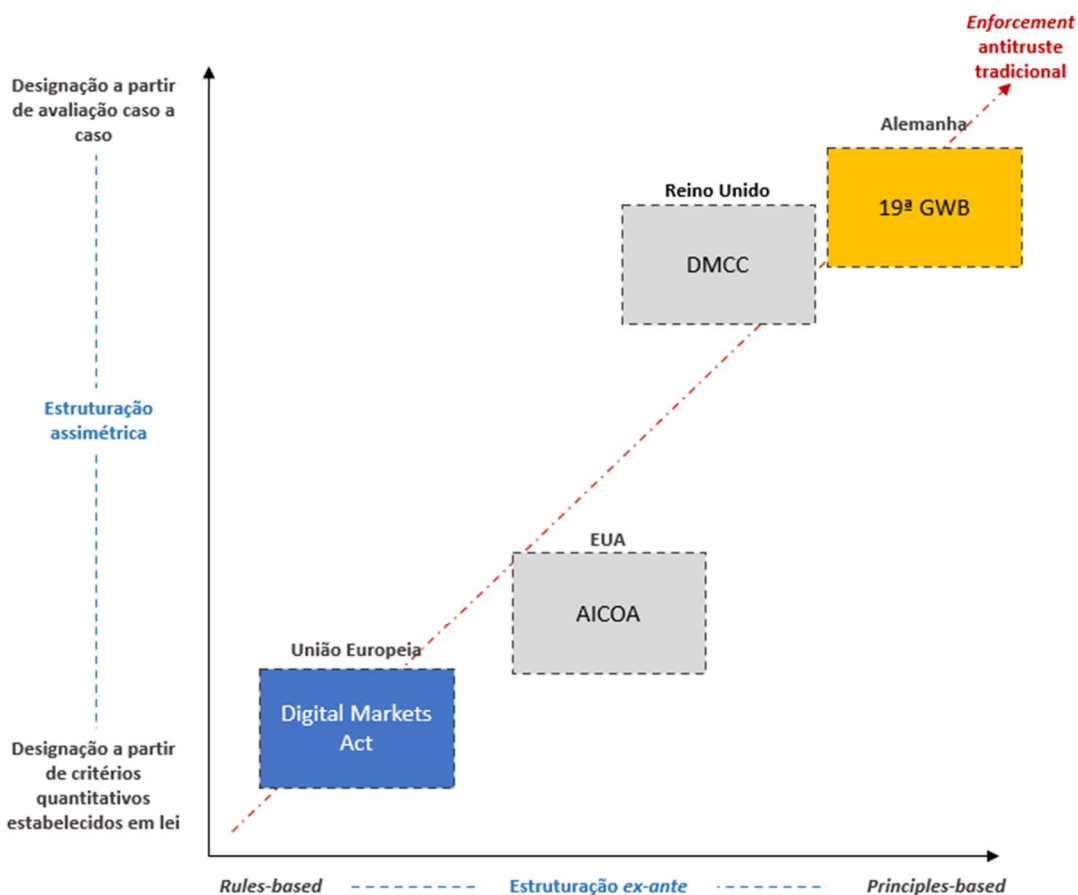 Enforcement
antitruste
tradicional
Designação a partir
de avaliação caso a
caso
Alemanha
19ª GWB
Reino Unido
DMCC
Estruturação
assimétrica
EUA
AICOA
União Europeia
Digital Markets
Act
Designação a partir
de critérios
quantitativos
estabelecidos em lei
Rules-based
Estruturação ex-ante
Principles-based